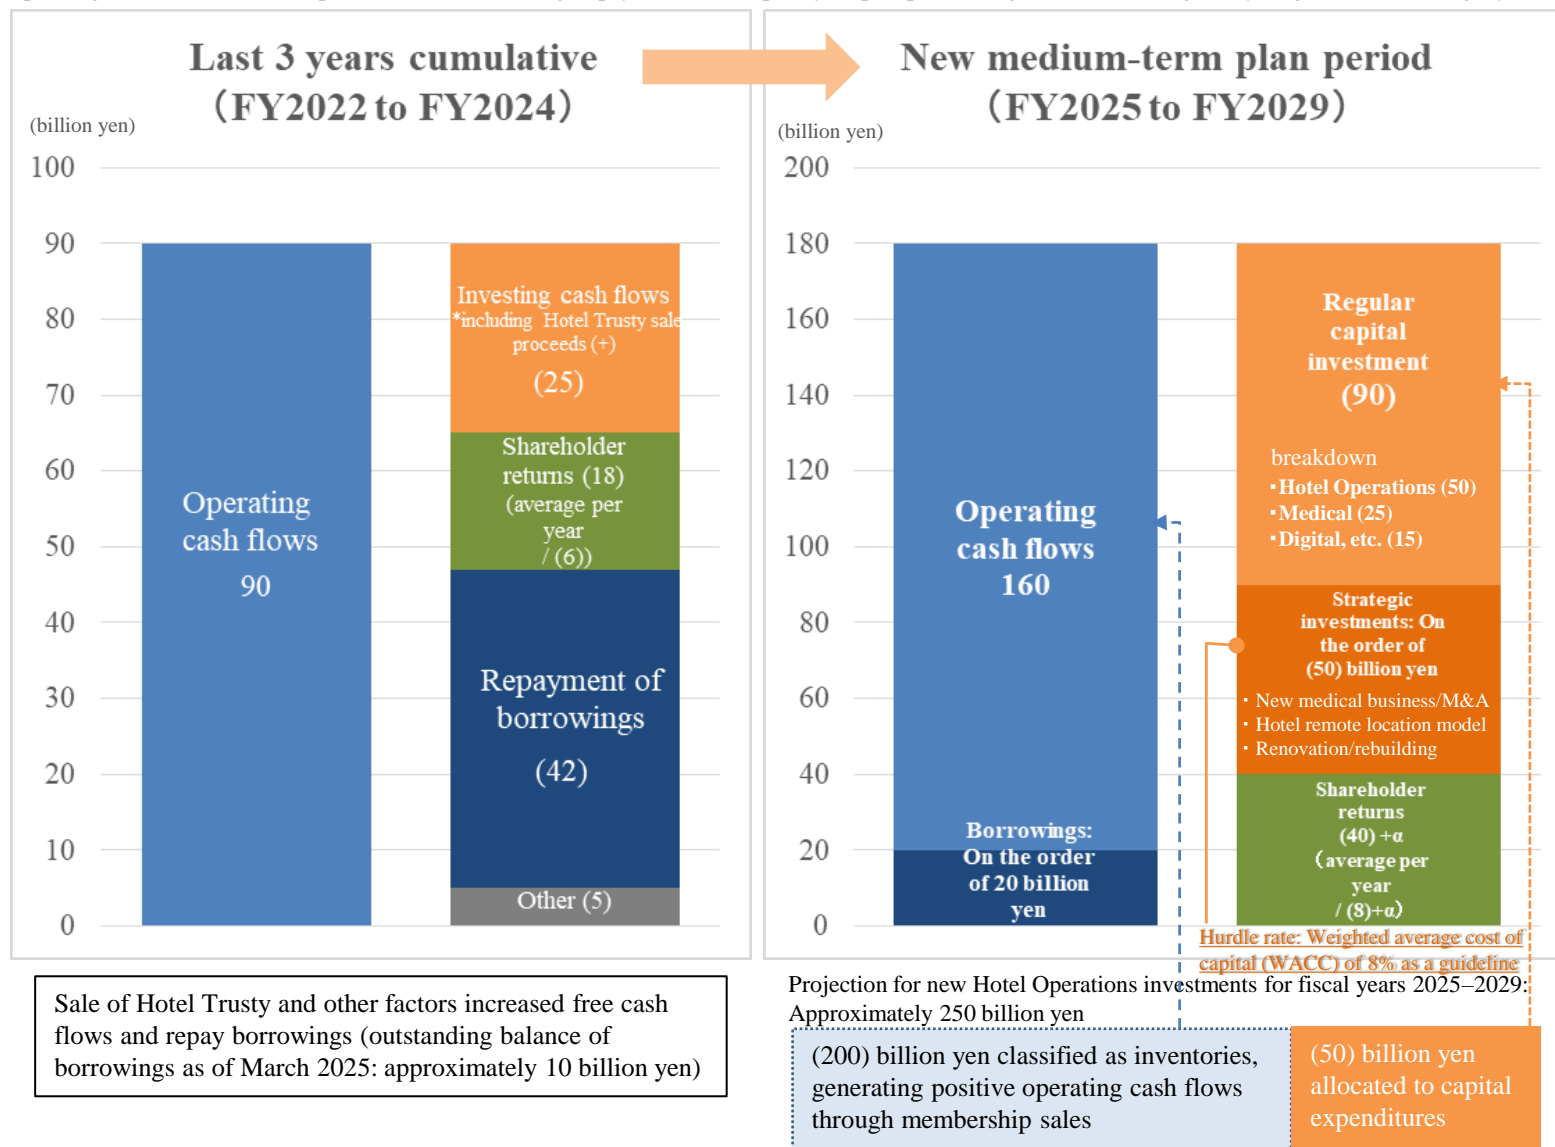 Last 3 years cumulative
(FY2022 to FY2024)
(billion yen)
100
90
80
70
60
50
40
30
20
10
0
Operating
cash flows
90
Investing cash flows
*including Hotel Trusty sale
proceeds (+)
(25)
Shareholder
returns (18)
(average per
year
/ (6))
Repayment of
borrowings
(42)
Other (5)
Sale of Hotel Trusty and other factors increased free cash
flows and repay borrowings (outstanding balance of
borrowings as of March 2025: approximately 10 billion yen)
New medium-term plan period
(FY2025 to FY2029)
(billion yen)
200
180
160
140
120
100
80
60
40
20
0
Operating
cash flows
160
Borrowings:
On the order
of 20 billion
yen
Regular
capital
investment
(90)
breakdown
・Hotel Operations (50)
・Medical (25)
・Digital, etc. (15)
Strategic
investments: On
the order of
(50) billion yen
・New medical business/M&A
・Hotel remote location model
・Renovation/rebuilding
Shareholder
returns
(40) +α
(average per
year
/ (8)+α)
Hurdle rate: Weighted average cost of
capital (WACC) of 8% as a guideline
Projection for new Hotel Operations investments for fiscal years 2025–2029:
Approximately 250 billion yen
(200) billion yen classified as inventories,
generating positive operating cash flows
through membership sales
(50) billion yen
allocated to capital
expenditures